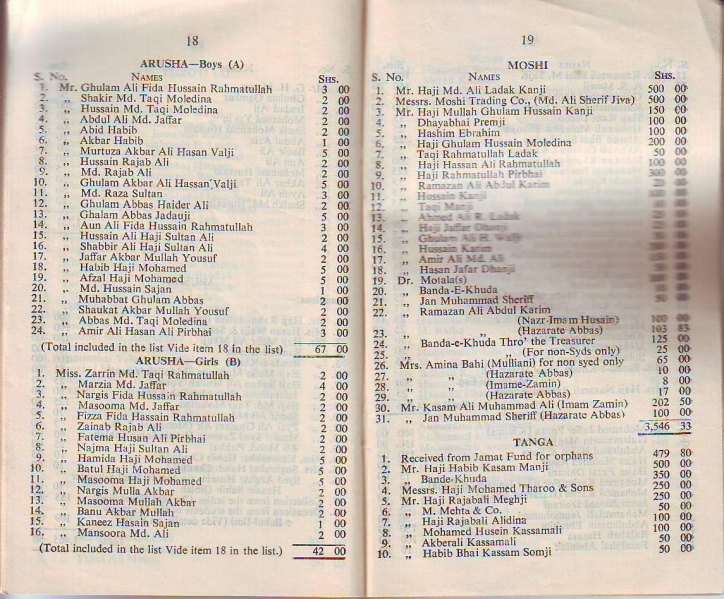 18
ARUSHA—Boys (A)
S. No. NAMES SHS.
1. Mr. Ghulam Ali Fida Hussain Rahmatullah 3 00
2. „ Shakir Md. Taqi Moledina 2 00
3. „ Hussain Md. Taqi Moledina 2 00
4. „ Abdul Ali Md. Jaffar 2 00
5. „ Abid Habib 2 00
6. „ Akbar Habib 1 00
7. „ Murtuza Akbar Ali Hasan Valji 5 00
8. „ Hussain Rajab Ali 2 00
9. „ Md. Rajab Ali 2 00
10. „ Ghulam Akbar Ali Hassan Valji 5 00
11. „ Md. Raza Sultan 3 00
12. „ Ghulam Abbas Haider Ali 2 00
13. „ Ghalam Abbas Jadauji 5 00
14. „ Aun Ali Fida Hussain Rahmatullah 3 00
15. „ Hussain Ali Haji Sultan Ali 2 00
16. „ Shabbir Ali Haji Sultan Ali 4 00
17. „ Jaffar Akbar Mullah Yousuf 2 00
18. „ Habib Haji Mohamed 5 00
19. „ Afzal Haji Mohamed 5 00
20. „ Md. Hussain Sajan 1 00
21. „ Muhabbat Ghulam Abbas 2 00
22. „ Shaukat Akbar Mullah Yousuf 2 00
23. „ Abbas Md. Taqi Moledina 2 00
24. „ Amir Ali Hasan Ali Pirbhai 3 00
(Total included in the list Vide item 18 in the list) 67 00
ARUSHA—Girls (B)
1. Miss. Zarrin Md. Taqi Rahmatullah 2 00
2. „ Marzia Md. Jaffar 4 00
3. „ Nargis Fida Hussain Rahmatullah 2 00
4. „ Masooma Md. Jaffar 2 00
5. „ Fizza Fida Hassain Rahmatullah 2 00
6. „ Zainab Rajab Ali 2 00
7. „ Fatema Husan Ali Pirbhai 2 00
8. „ Najma Haji Sultan Ali 2 00
9. „ Hamida Haji Mohamed 5 00
10. „ Batul Haji Mohamed 5 00
11. „ Masooma Haji Mohamed 5 00
12. „ Nargis Mulla Akbar 2 00
13. „ Masooma Mullah Akbar 2 00
14. „ Banu Akbar Mullah 2 00
15. „ Kaneez Hasain Sajan 1 00
16. „ Mansoora Md. Ali 2 00
(Total included in the list Vide item 18 in the list.) 42 00
19
MOSHI
S. No. NAMES SHS.
1. Mr. Haji Md. Ali Ladak Kanji 500 00
2. Messrs. Moshi Trading Co., (Md. Ali Sherif Jiva) 500 00
3. Mr. Haji Mullah Ghulam Hussain Kanji 150 00
4. „ Dhayabhai Premji 100 00
5. „ Hashim Ebrahim 100 00
6. „ Haji Ghulam Hussain Moledina 200 00
7. „ Taqi Rahmatullah Ladak 50 00
8. „ Haji Hassan Ali Rahmatullah 100 00
9. „ Haji Rahmatullah Pirbhai 300 00
10. „ Ramazan Ali Abdul Karim
11. „ Hussain Kanji
12. „ Taqi Manji
13. „ Ahmed Ali R. Ladak
14. „ Haji Jaffar Dhanji
15. „ Ghulam Ali H.
16. „ Hussain Karim
17. „ Amir Ali Md. Ali
18. „ Hasan Jafar Dhanji
19. Dr. Motala(s)
20. „ Banda-E-Khuda
21. „ Jan Muhammad Sheriff
22. „ Ramazan Ali Abdul Karim
(Nazr-Imam Husain) 100 00
23. „ „ (Hazarate Abbas) 103 83
24. „ Banda-e-Khuda Thro' the Treasurer 125 00
25. „ „ (For non-Syds only) 25 00
26. Mrs. Amina Bahi (Mulliani) for non syed only 65 00
27. „ „ (Hazarate Abbas) 10 00
28. „ „ (Imame-Zamin) 8 00
29. „ „ (Hazarate Abbas) 17 00
30. Mr. Kasam Ali Muhammad Ali (Imam Zamin) 202 50
31. „ Jan Muhammad Sheriff (Hazarate Abbas) 100 00
3,546 33
TANGA
1. Received from Jamat Fund for orphans 479 80
2. Mr. Haji Habib Kasam Manji 500 00
3. „ Bande-Khuda 350 00
4. Messrs. Haji Mohamed Tharoo & Sons 250 00
5. Mr. Haji Rajabali Meghji 250 00
6. „ M. Mehta & Co. 50 00
7. „ Haji Rajabali Alidina 100 00
8. „ Mohamed Husein Kassamali 100 00
9. „ Akberali Kassamali 50 00
10. „ Habib Bhai Kassam Somji 50 00